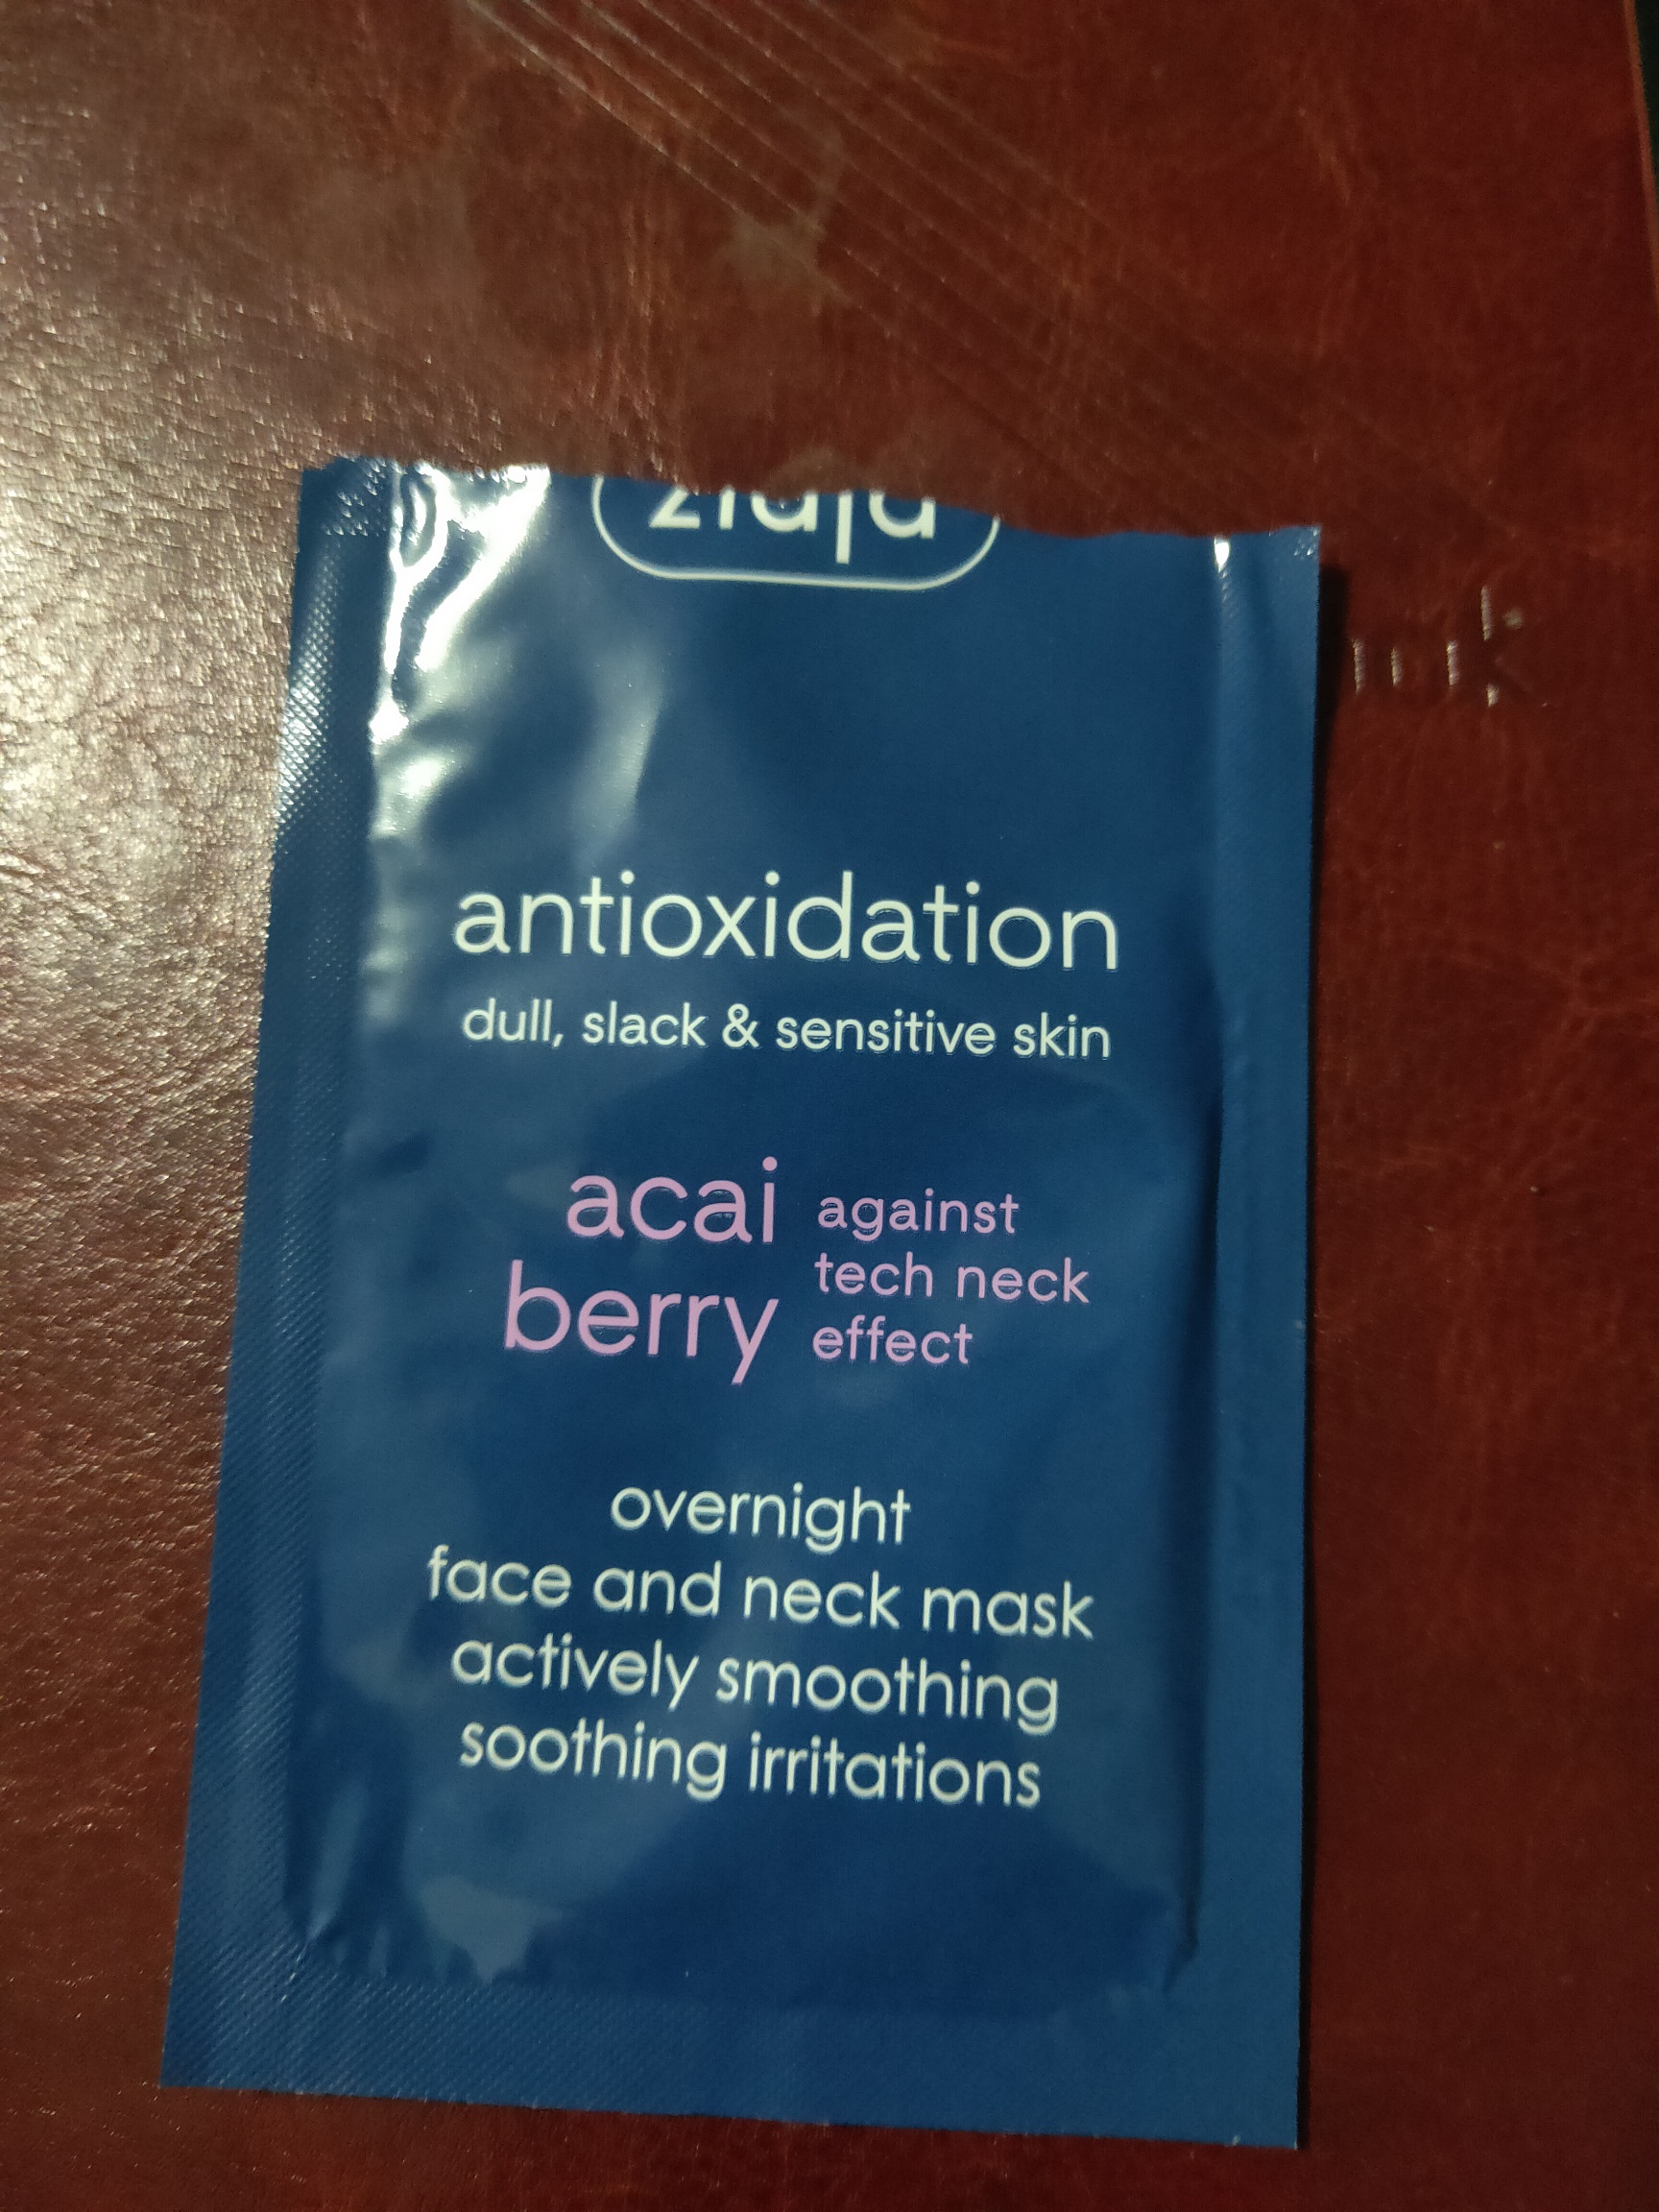 ziaja
antioxidation
dull, slack & sensitive skin
acai
berry
against
tech neck
effect
overnight
face and neck mask
actively smoothing
soothing irritations